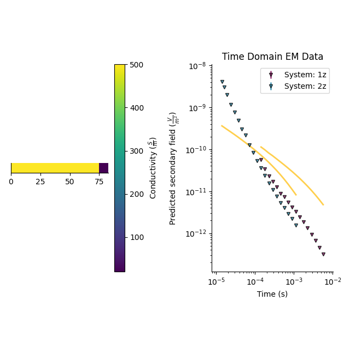 Time Domain EM Data
System: 1z
System: 2z
10⁻⁸
10⁻⁹
10⁻¹⁰
10⁻¹¹
10⁻¹²
Predicted secondary field (V/m²)
10⁻⁵ 10⁻⁴ 10⁻³ 10⁻²
Time (s)
500
400
300
200
100
Conductivity (S/m)
0 25 50 75